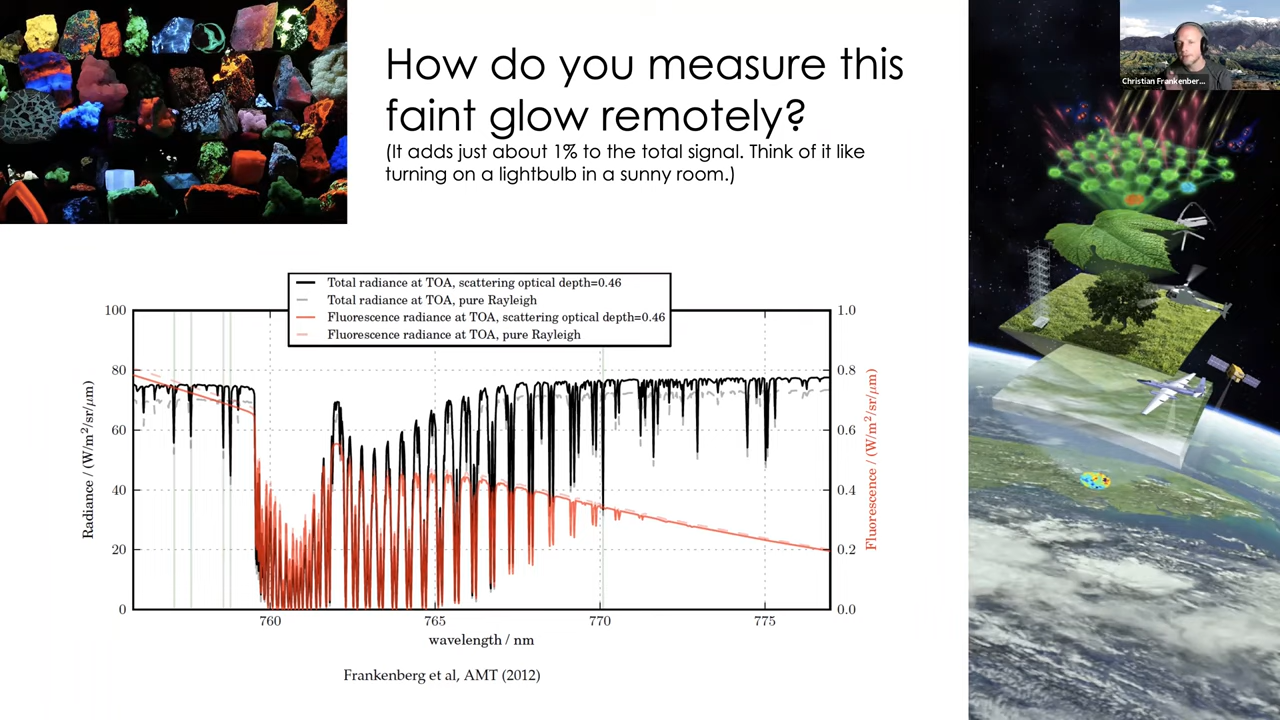 How do you measure this
faint glow remotely?
(It adds just about 1% to the total signal. Think of it like
turning on a lightbulb in a sunny room.)
Christian Frankenber...
Total radiance at TOA, scattering optical depth=0.46
Total radiance at TOA, pure Rayleigh
Fluorescence radiance at TOA, scattering optical depth=0.46
Fluorescence radiance at TOA, pure Rayleigh
100
80
60
40
20
0
Radiance / (W/m²/sr/μm)
1.0
0.8
0.6
0.4
0.2
0.0
Fluorescence / (W/m²/sr/μm)
760
765
770
775
wavelength / nm
Frankenberg et al, AMT (2012)